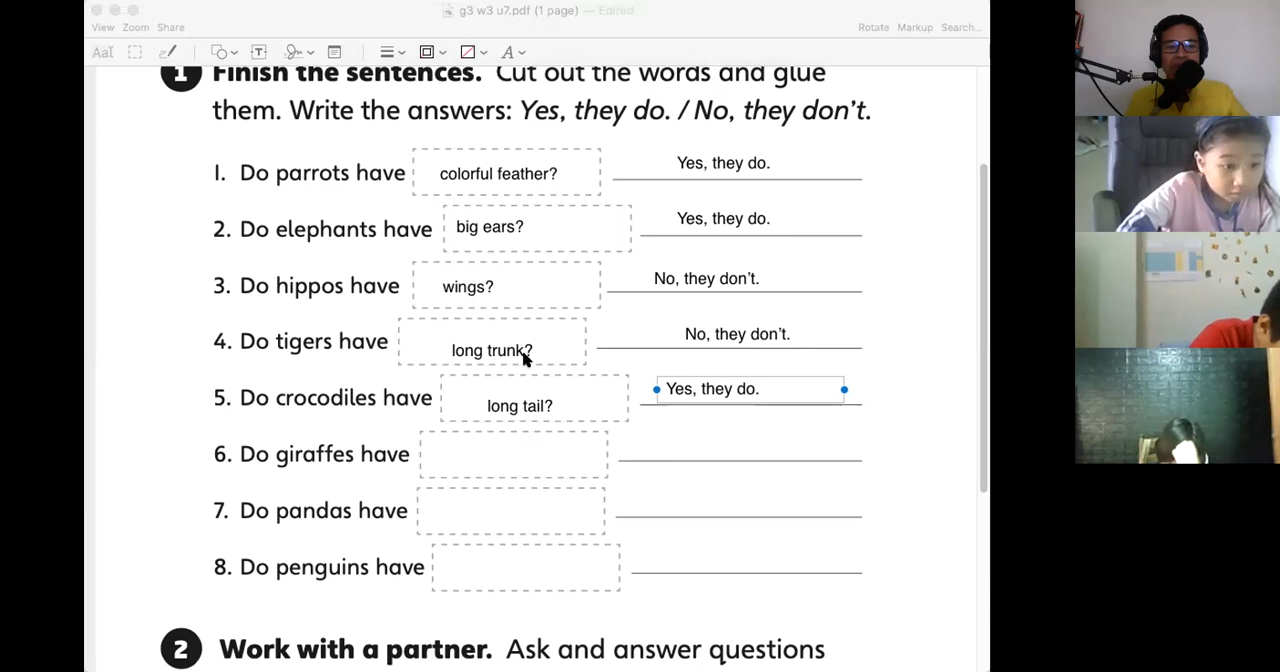 g3 w3 u7.pdf (1 page) — Edited
View Zoom Share
Rotate Markup Search...
1 Finish the sentences. Cut out the words and glue
them. Write the answers: Yes, they do. / No, they don't.
1. Do parrots have colorful feather? Yes, they do.
2. Do elephants have big ears? Yes, they do.
3. Do hippos have wings? No, they don't.
4. Do tigers have long trunk? No, they don't.
5. Do crocodiles have long tail? Yes, they do.
6. Do giraffes have
7. Do pandas have
8. Do penguins have
2 Work with a partner. Ask and answer questions